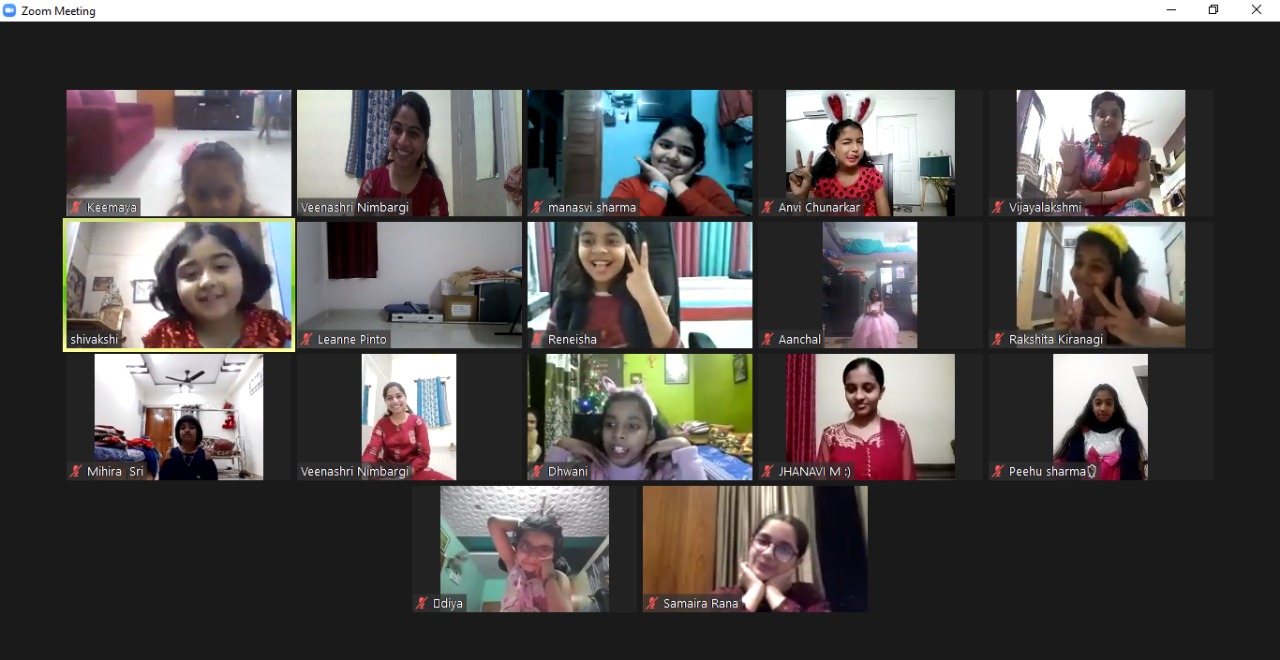 Zoom Meeting
Keemaya
Veenashri Nimbargi
manasvi sharma
Anvi Chunarkar
Vijayalakshmi
shivakshi
Leanne Pinto
Reneisha
Aanchal
Rakshita Kiranagi
Mihira Sri
Veenashri Nimbargi
Dhwani
JHANAVI M :)
Peehu sharma
diya
Samaira Rana